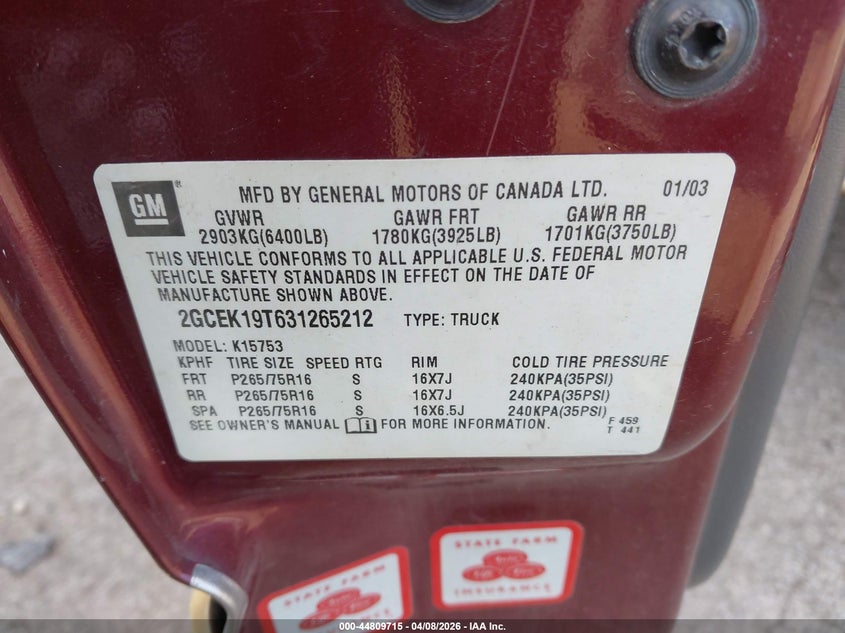 GM ® MFD BY GENERAL MOTORS OF CANADA LTD. 01/03
GVWR GAWR FRT GAWR RR
2903KG(6400LB) 1780KG(3925LB) 1701KG(3750LB)
THIS VEHICLE CONFORMS TO ALL APPLICABLE U.S. FEDERAL MOTOR
VEHICLE SAFETY STANDARDS IN EFFECT ON THE DATE OF
MANUFACTURE SHOWN ABOVE.
2GCEK19T631265212 TYPE: TRUCK
MODEL: K15753
KPHF TIRE SIZE SPEED RTG RIM COLD TIRE PRESSURE
FRT P265/75R16 S 16X7J 240KPA(35PSI)
RR P265/75R16 S 16X7J 240KPA(35PSI)
SPA P265/75R16 S 16X6.5J 240KPA(35PSI)
SEE OWNER'S MANUAL FOR MORE INFORMATION.
F 459
T 441
STATE FARM
INSURANCE
STATE FARM
000-44809715 - 04/08/2026 - IAA Inc.